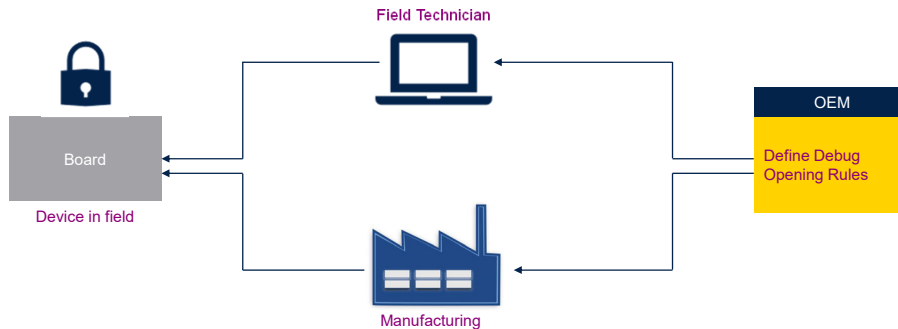 Field Technician
OEM
Board
Define Debug
Opening Rules
Device in field
Manufacturing